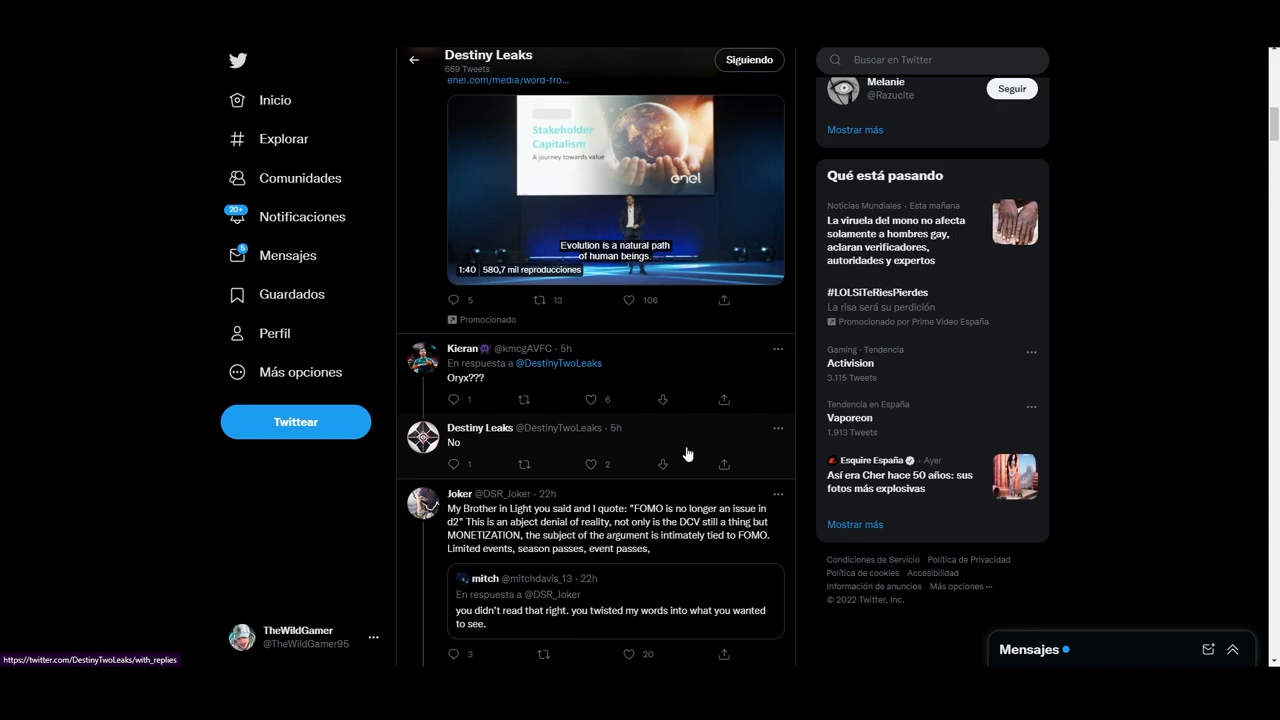 Inicio
Explorar
Comunidades
20+
Notificaciones
5
Mensajes
Guardados
Perfil
Más opciones
Twittear
TheWildGamer
@TheWildGamer95
https://twitter.com/DestinyTwoLeaks/with_replies
Destiny Leaks
669 Tweets
Siguiendo
enel.com/media/word-fro...
Stakeholder
Capitalism
A journey towards value
enel
Evolution is a natural path
of human beings.
1:40 580,7 mil reproducciones
5 13 106
Promocionado
Kieran @kmcgAVFC · 5h
En respuesta a @DestinyTwoLeaks
Oryx???
1 6
Destiny Leaks @DestinyTwoLeaks · 5h
No
1 2
Joker @DSR_Joker · 22h
My Brother in Light you said and I quote: "FOMO is no longer an issue in
d2" This is an abject denial of reality, not only is the DCV still a thing but
MONETIZATION, the subject of the argument is intimately tied to FOMO.
Limited events, season passes, event passes,
mitch @mitchdavis_13 · 22h
En respuesta a @DSR_Joker
you didn't read that right. you twisted my words into what you wanted
to see.
3 20
Buscar en Twitter
Melanie
@Razucite
Seguir
Mostrar más
Qué está pasando
Noticias Mundiales · Esta mañana
La viruela del mono no afecta
solamente a hombres gay,
aclaran verificadores,
autoridades y expertos
#LOLSiTeRiesPierdes
La risa será su perdición
Promocionado por Prime Video España
Gaming · Tendencia
Activision
3.115 Tweets
Tendencia en España
Vaporeon
1.913 Tweets
Esquire España · Ayer
Así era Cher hace 50 años: sus
fotos más explosivas
Mostrar más
Condiciones de Servicio Política de Privacidad
Política de cookies Accesibilidad
Información de anuncios Más opciones ···
© 2022 Twitter, Inc.
Mensajes